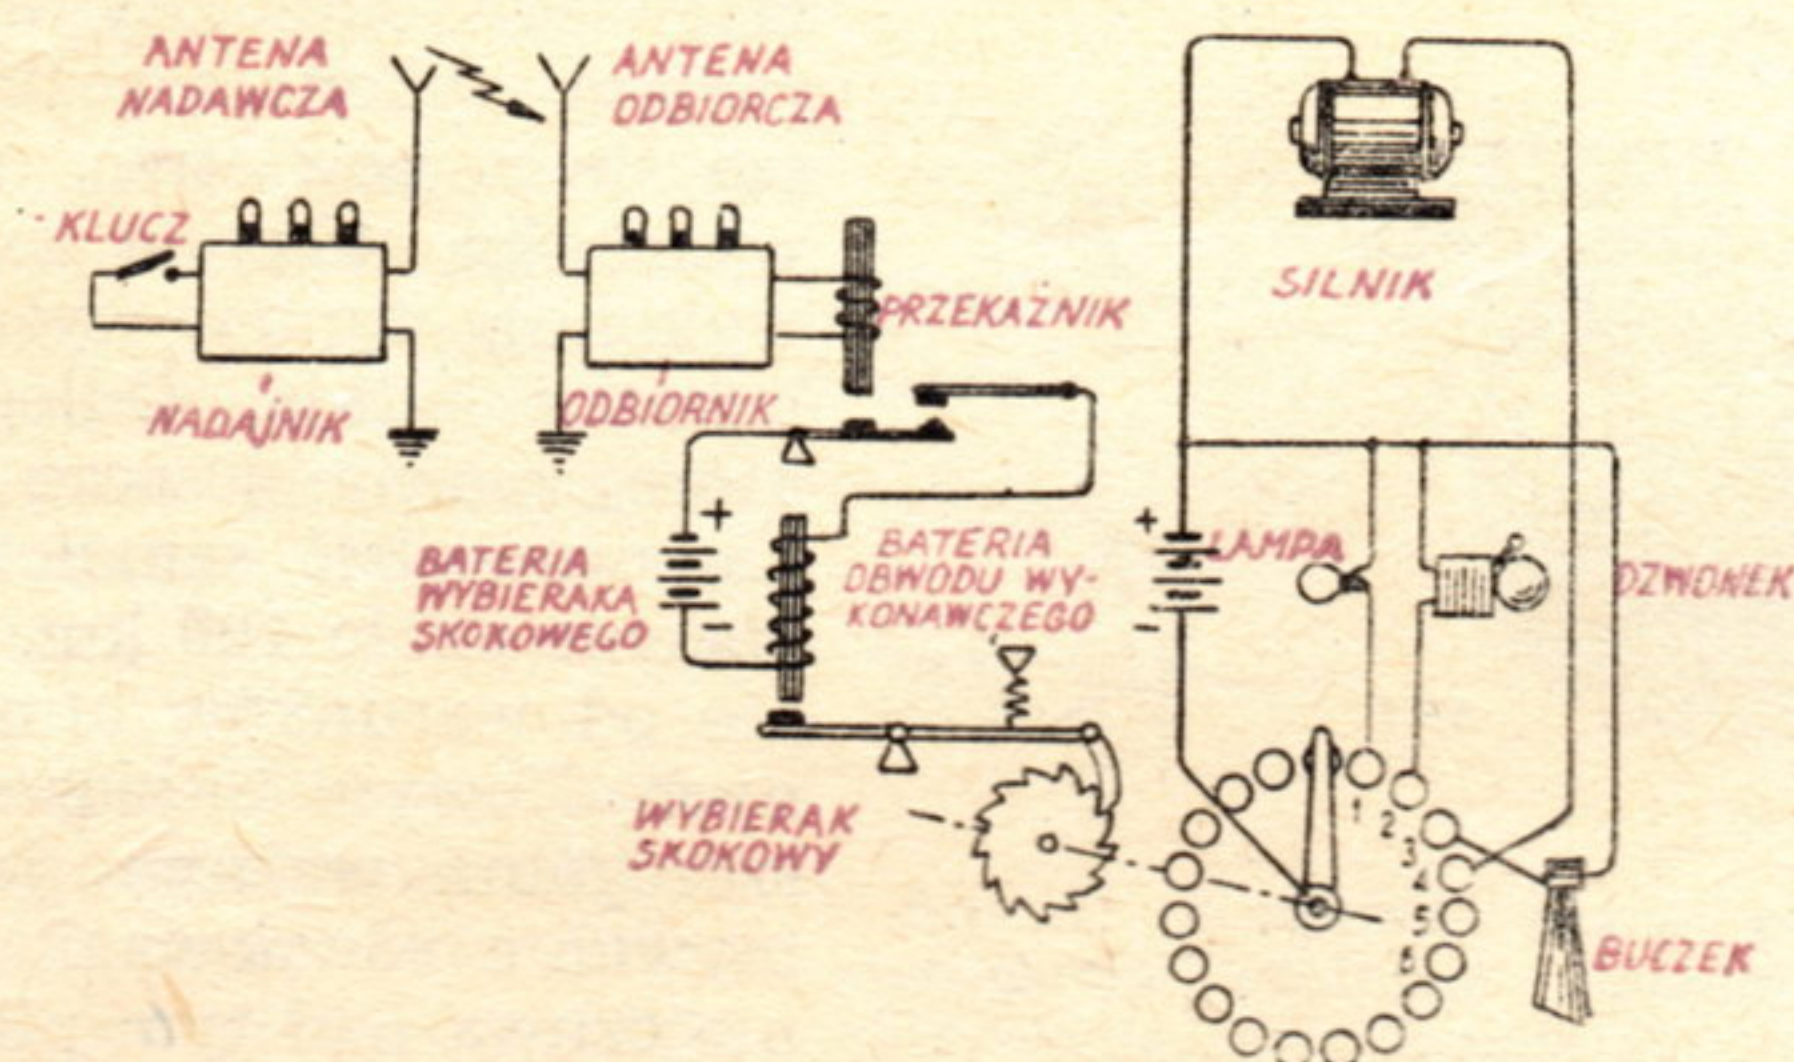 ANTENA
NADAWCZA
ANTENA
ODBIORCZA
KLUCZ
NADAJNIK
ODBIORNIK
PRZEKAŹNIK
SILNIK
+
BATERIA
WYBIERAKA
SKOKOWEGO
-
BATERIA
OBWODU WY-
KONAWCZEGO
+
-
LAMPA
DZWONEK
WYBIERAK
SKOKOWY
1
2
3
4
5
6
BUCZEK